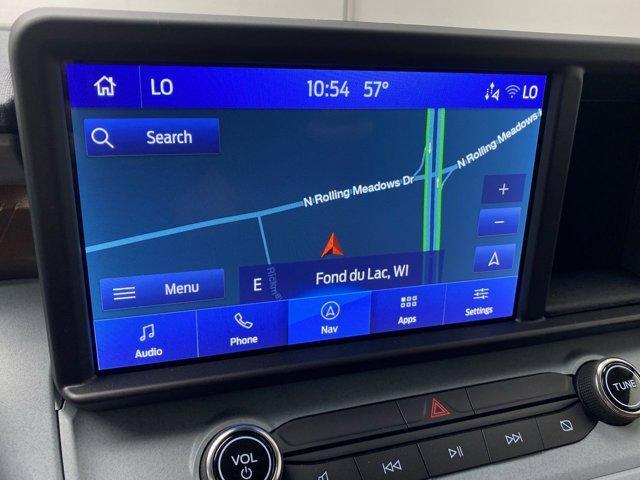 LO 10:54 57° LO
Search
N Rolling Meadows Dr
N Rolling Meadows
+
−
E Fond du Lac, WI
Menu
Audio Phone Nav Apps Settings
VOL
TUNE